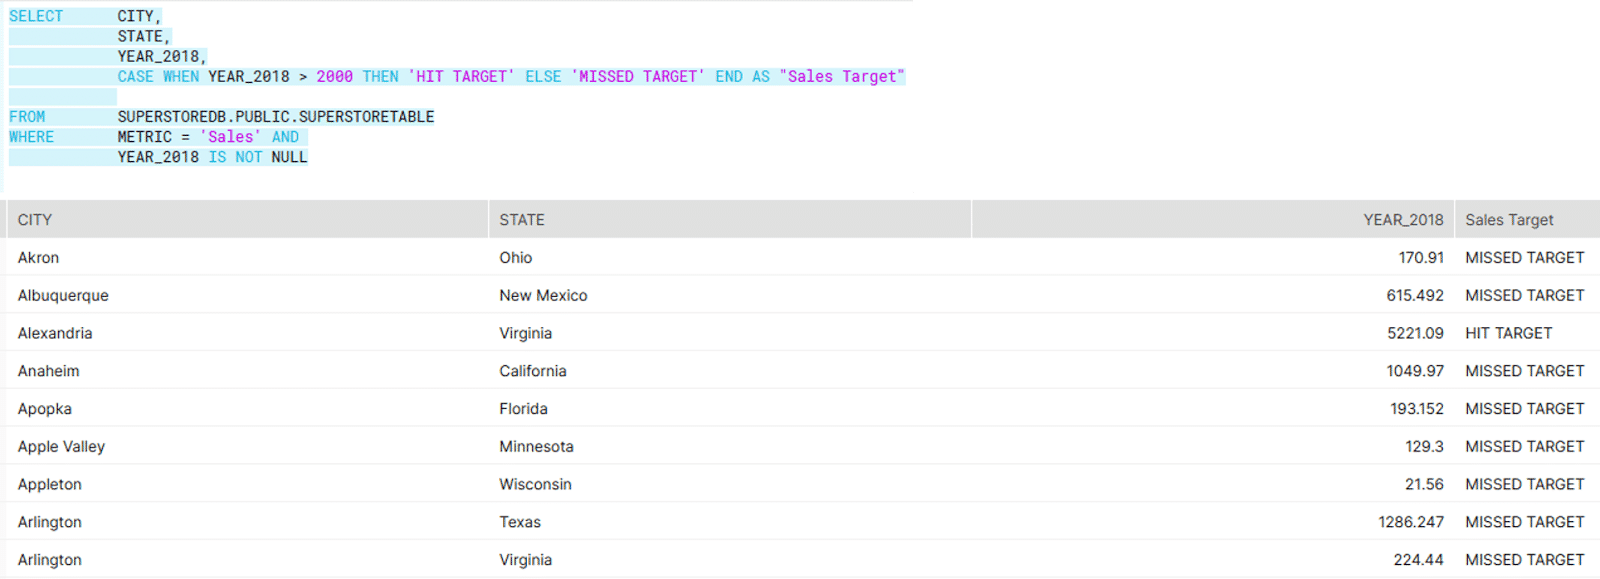 SELECT CITY,
STATE,
YEAR_2018,
CASE WHEN YEAR_2018 > 2000 THEN 'HIT TARGET' ELSE 'MISSED TARGET' END AS "Sales Target"
FROM SUPERSTOREDB.PUBLIC.SUPERSTORETABLE
WHERE METRIC = 'Sales' AND
YEAR_2018 IS NOT NULL
CITY STATE YEAR_2018 Sales Target
Akron Ohio 170.91 MISSED TARGET
Albuquerque New Mexico 615.492 MISSED TARGET
Alexandria Virginia 5221.09 HIT TARGET
Anaheim California 1049.97 MISSED TARGET
Apopka Florida 193.152 MISSED TARGET
Apple Valley Minnesota 129.3 MISSED TARGET
Appleton Wisconsin 21.56 MISSED TARGET
Arlington Texas 1286.247 MISSED TARGET
Arlington Virginia 224.44 MISSED TARGET